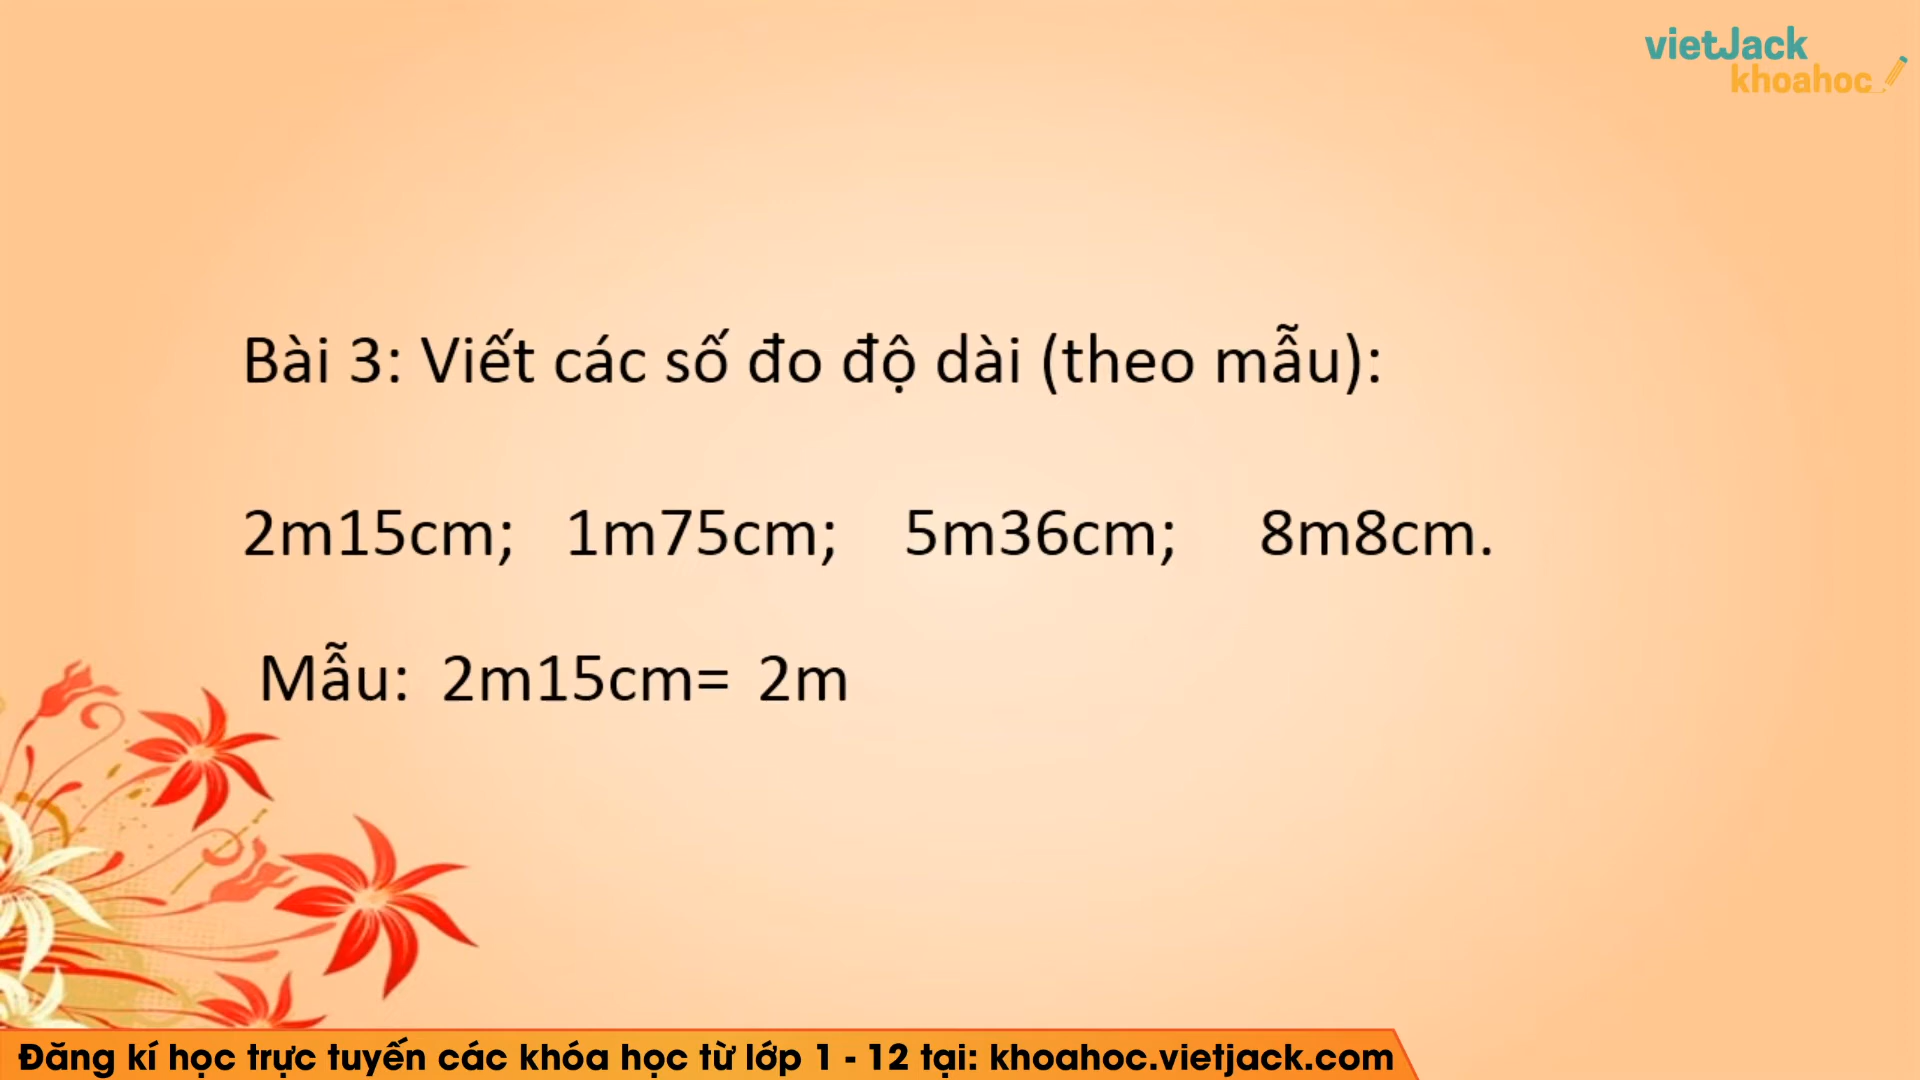 vietJack
khoahoc
Bài 3: Viết các số đo độ dài (theo mẫu):
2m15cm; 1m75cm; 5m36cm; 8m8cm.
Mẫu: 2m15cm= 2m
Đăng kí học trực tuyến các khóa học từ lớp 1 - 12 tại: khoahoc.vietjack.com